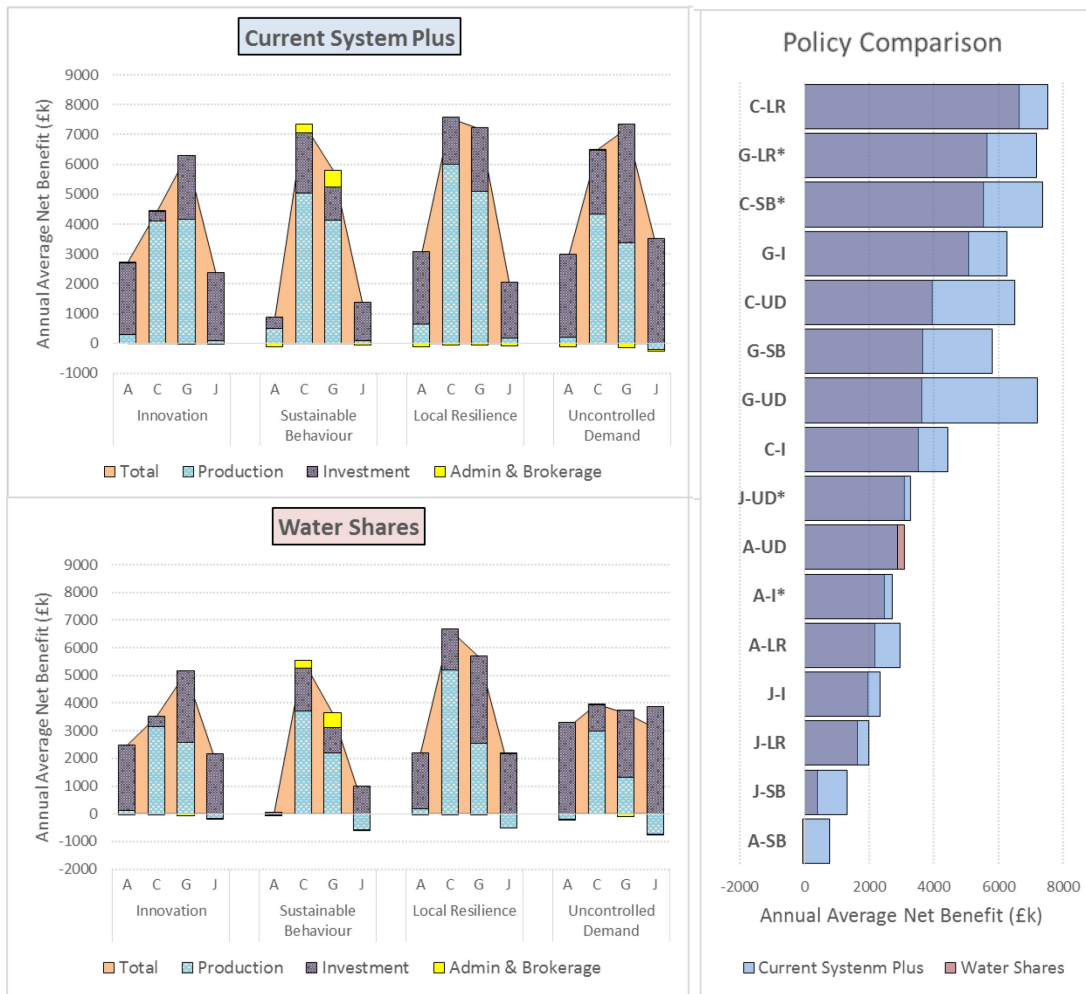 Current System Plus
Annual Average Net Benefit (£k)
9000
8000
7000
6000
5000
4000
3000
2000
1000
0
-1000
A C G J A C G J A C G J A C G J
Innovation Sustainable Behaviour Local Resilience Uncontrolled Demand
Total Production Investment Admin & Brokerage
Water Shares
Annual Average Net Benefit (£k)
9000
8000
7000
6000
5000
4000
3000
2000
1000
0
-1000
-2000
A C G J A C G J A C G J A C G J
Innovation Sustainable Behaviour Local Resilience Uncontrolled Demand
Total Production Investment Admin & Brokerage
Policy Comparison
C-LR
G-LR*
C-SB*
G-I
C-UD
G-SB
G-UD
C-I
J-UD*
A-UD
A-I*
A-LR
J-I
J-LR
J-SB
A-SB
-2000 0 2000 4000 6000 8000
Annual Average Net Benefit (£k)
Current Systenm Plus Water Shares